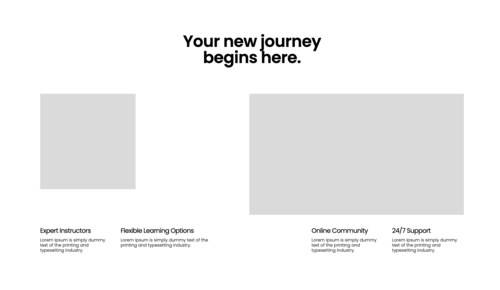 Your new journey
begins here.
Expert Instructors
Lorem Ipsum is simply dummy
text of the printing and
typesetting industry.
Flexible Learning Options
Lorem Ipsum is simply dummy text of the
printing and typesetting industry.
Online Community
Lorem Ipsum is simply dummy
text of the printing and
typesetting industry.
24/7 Support
Lorem Ipsum is simply dummy
text of the printing and
typesetting industry.